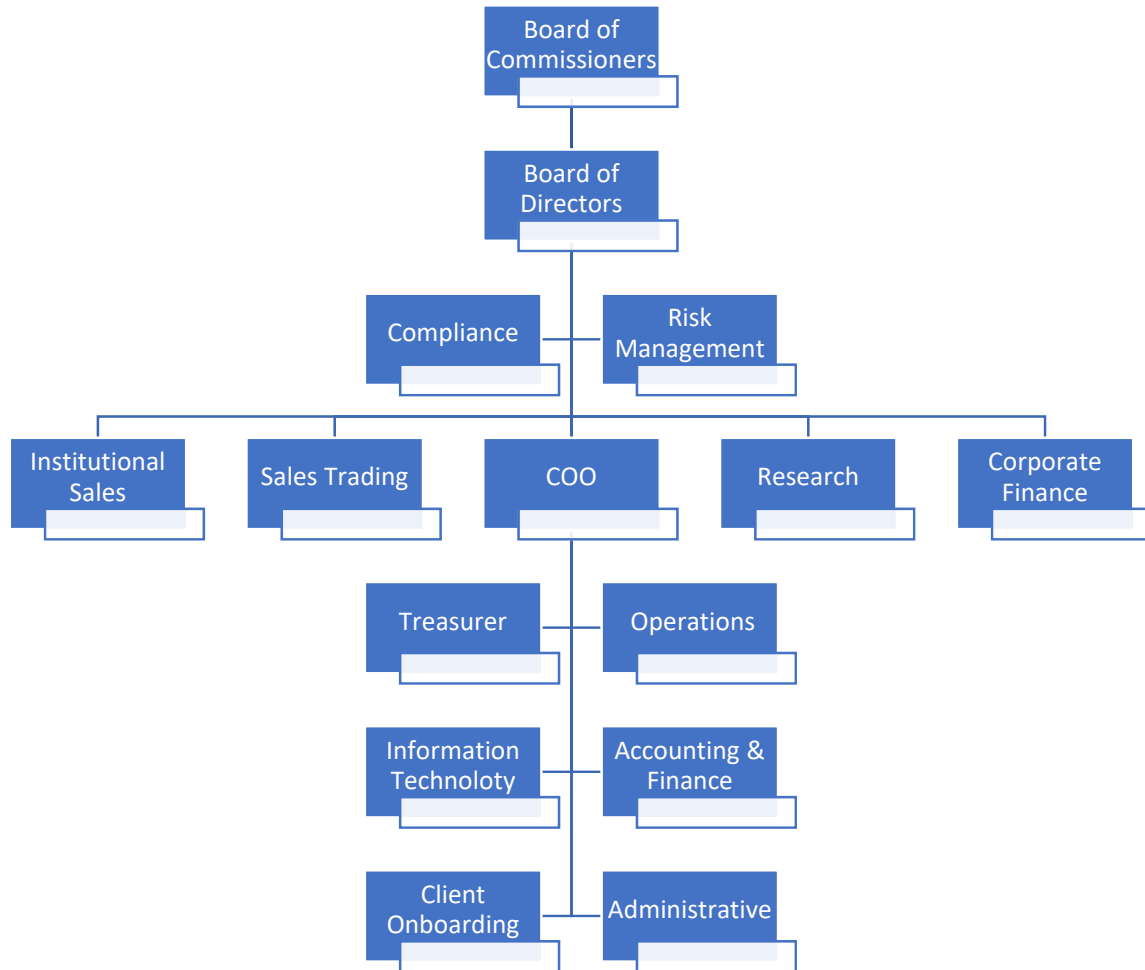 Board of
Commissioners
Board of
Directors
Compliance
Risk
Management
Institutional
Sales
Sales Trading
COO
Research
Corporate
Finance
Treasurer
Operations
Information
Technoloty
Accounting &
Finance
Client
Onboarding
Administrative